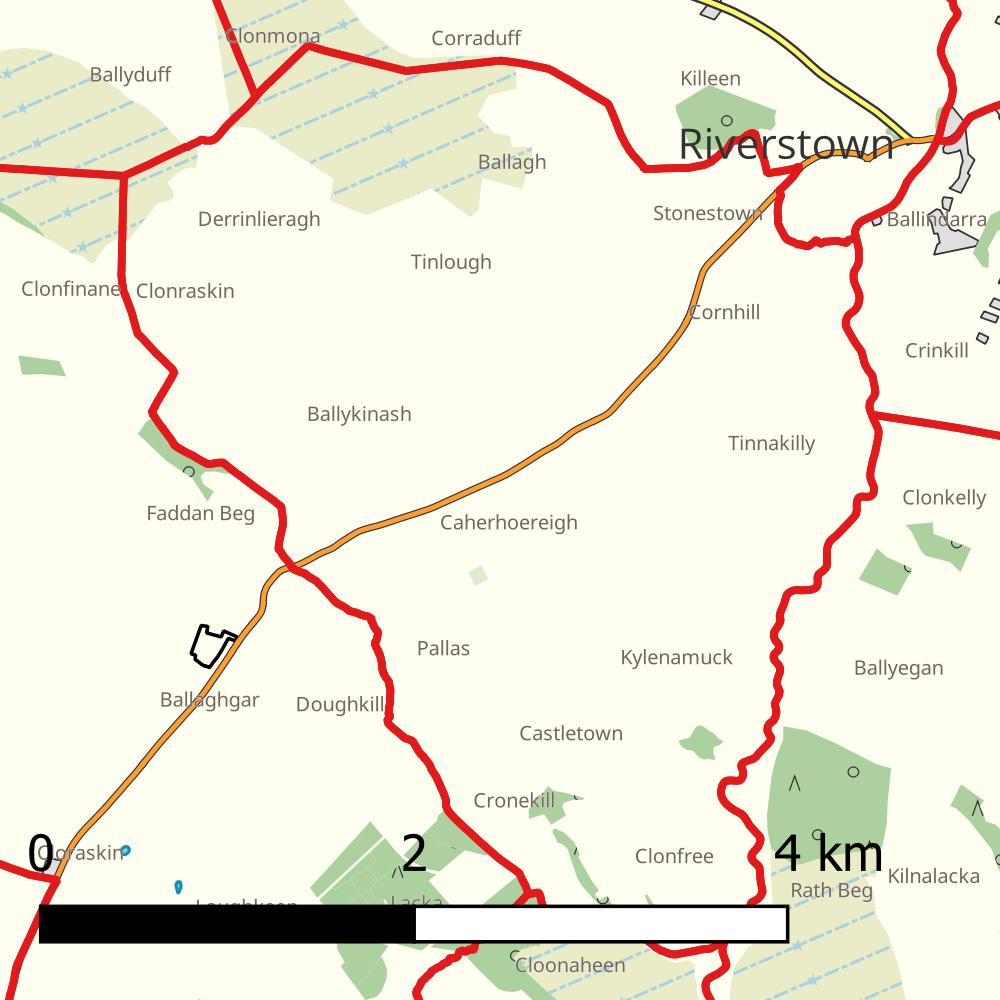 Clonmona
Corraduff
Ballyduff
Killeen
Riverstown
Ballagh
Stonestown
Ballindarra
Derrinlieragh
Tinlough
Clonfinane
Clonraskin
Cornhill
Crinkill
Ballykinash
Tinnakilly
Clonkelly
Faddan Beg
Caherhoereigh
Pallas
Kylenamuck
Ballyegan
Ballaghgar
Doughkill
Castletown
Cronekill
0 2 4 km
Cloraskin
Clonfree
Kilnalacka
Rath Beg
Loughkeen
Lacka
Cloonaheen